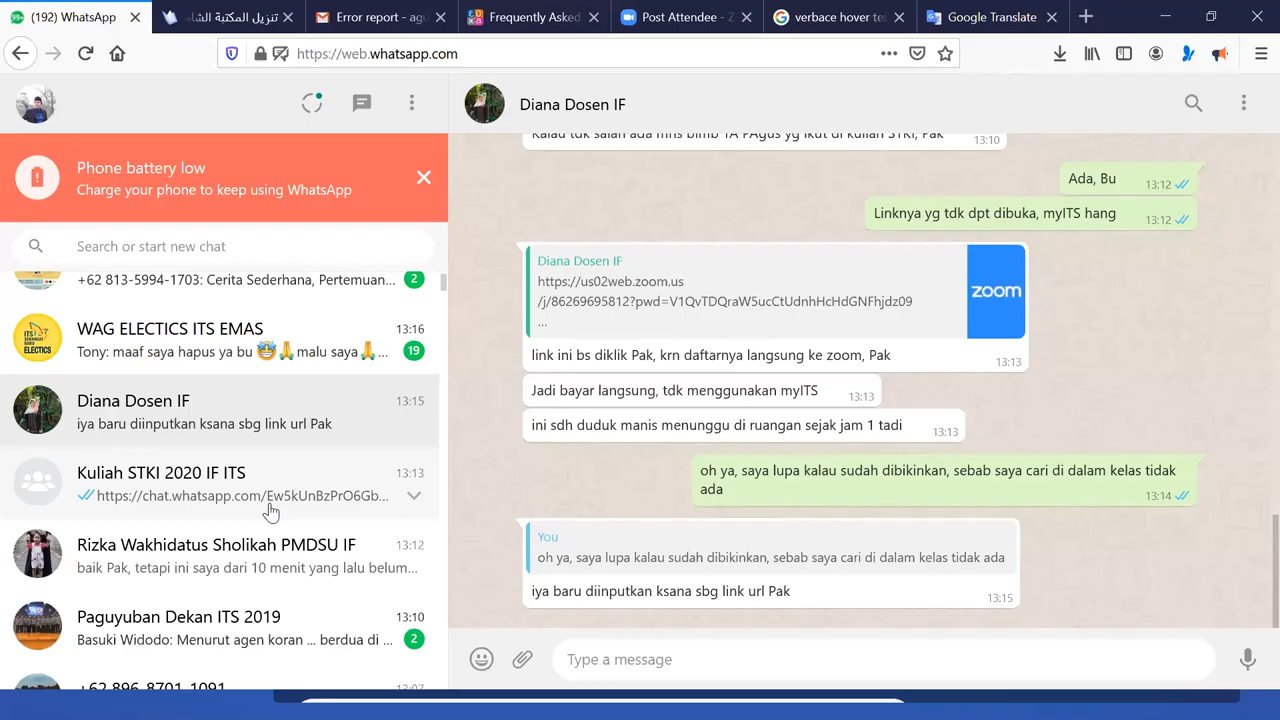 (192) WhatsApp
تنزيل المكتبة الشام
Error report - agu
Frequently Asked
Post Attendee - Z
verbace hover te
Google Translate
https://web.whatsapp.com
Phone battery low
Charge your phone to keep using WhatsApp
Search or start new chat
+62 813-5994-1703: Cerita Sederhana, Pertemuan... 2
WAG ELECTICS ITS EMAS 13:16
Tony: maaf saya hapus ya bu 🤩🙏malu saya🙏... 19
Diana Dosen IF 13:15
iya baru diinputkan ksana sbg link url Pak
Kuliah STKI 2020 IF ITS 13:13
https://chat.whatsapp.com/Ew5kUnBzPrO6Gb...
Rizka Wakhidatus Sholikah PMDSU IF 13:12
baik Pak, tetapi ini saya dari 10 menit yang lalu belum...
Paguyuban Dekan ITS 2019 13:10
Basuki Widodo: Menurut agen koran ... berdua di ... 2
+62 896-8701-1091 13:07
Diana Dosen IF
Kalau tdk salah ada mhs bimb TA PAgus yg ikut di kuliah STKI, Pak 13:10
Ada, Bu 13:12
Linknya yg tdk dpt dibuka, myITS hang 13:12
Diana Dosen IF
https://us02web.zoom.us
/j/86269695812?pwd=V1QvTDQraW5ucCtUdnhHcHdGNFhjdz09
...
zoom
link ini bs diklik Pak, krn daftarnya langsung ke zoom, Pak 13:13
Jadi bayar langsung, tdk menggunakan myITS 13:13
ini sdh duduk manis menunggu di ruangan sejak jam 1 tadi 13:13
oh ya, saya lupa kalau sudah dibikinkan, sebab saya cari di dalam kelas tidak
ada 13:14
You
oh ya, saya lupa kalau sudah dibikinkan, sebab saya cari di dalam kelas tidak ada
iya baru diinputkan ksana sbg link url Pak 13:15
Type a message